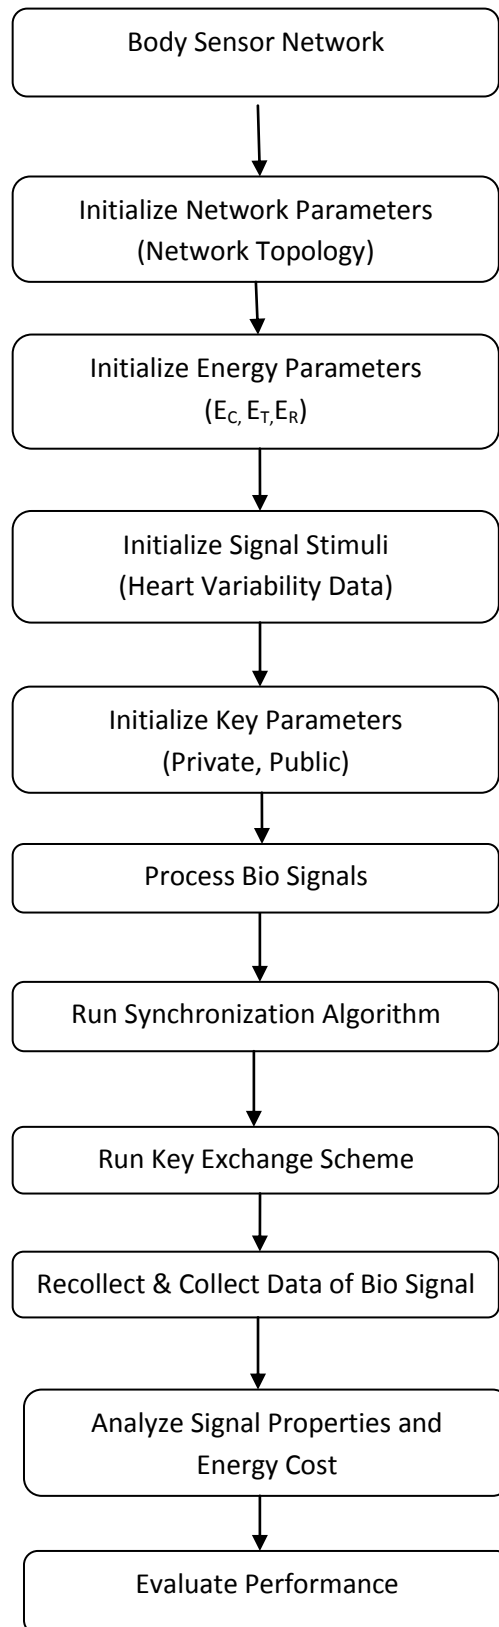 Body Sensor Network
Initialize Network Parameters
(Network Topology)
Initialize Energy Parameters
(EC, ET,ER)
Initialize Signal Stimuli
(Heart Variability Data)
Initialize Key Parameters
(Private, Public)
Process Bio Signals
Run Synchronization Algorithm
Run Key Exchange Scheme
Recollect & Collect Data of Bio Signal
Analyze Signal Properties and
Energy Cost
Evaluate Performance